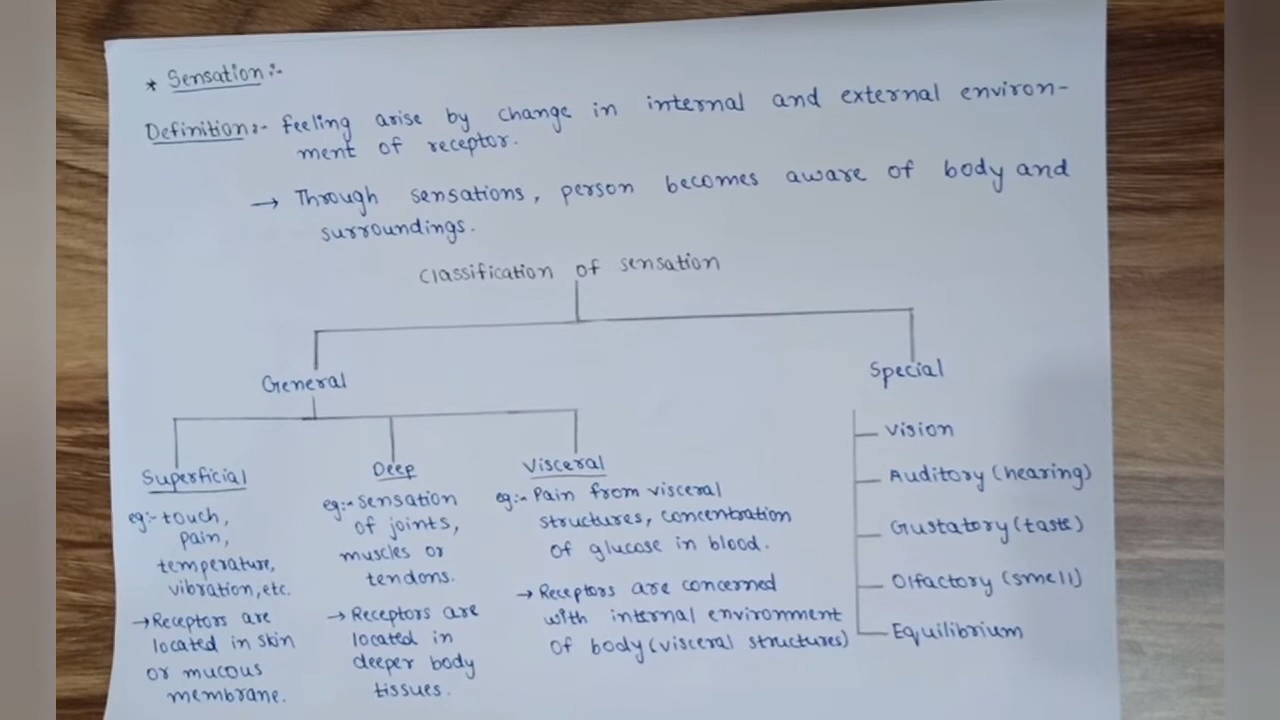 * Sensation :-
Definition :- feeling arise by change in internal and external environ-
ment of receptor.
→ Through sensations, person becomes aware of body and
surroundings.
Classification of sensation
General
Special
Superficial
eg:- touch,
pain,
temperature,
vibration, etc.
→ Receptors are
located in skin
or mucous
membrane.
Deep
eg:- sensation
of joints,
muscles or
tendons.
→ Receptors are
located in
deeper body
tissues.
Visceral
eg:- Pain from visceral
structures, concentration
of glucose in blood.
→ Receptors are concerned
with internal environment
of body (visceral structures)
Vision
Auditory (hearing)
Gustatory (taste)
Olfactory (smell)
Equilibrium